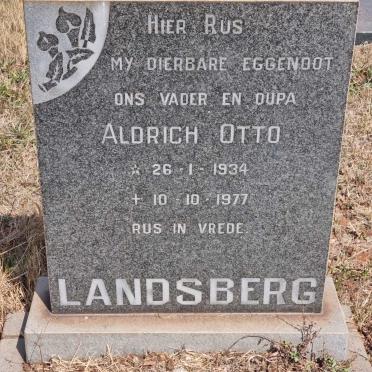 HIER RUS
MY DIERBARE EGGENOOT
ONS VADER EN OUPA
ALDRICH OTTO
☆ 26-1-1934
+ 10-10-1977
RUS IN VREDE
LANDSBERG